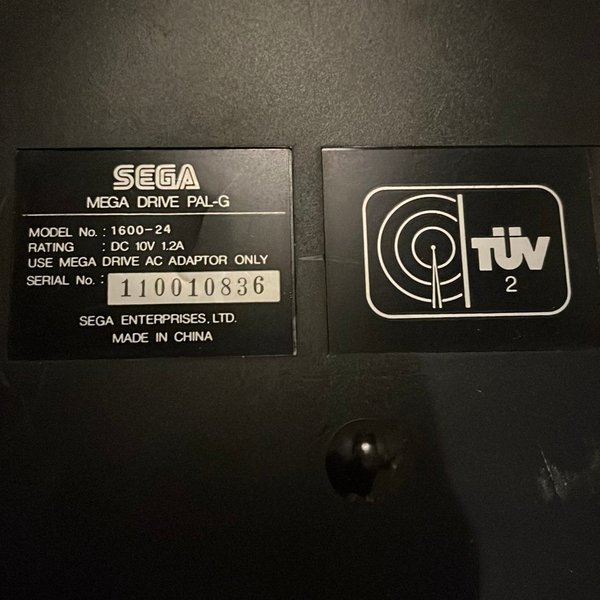 SEGA
MEGA DRIVE PAL-G
MODEL No. : 1600-24
RATING : DC 10V 1.2A
USE MEGA DRIVE AC ADAPTOR ONLY
SERIAL No. : 110010836
SEGA ENTERPRISES, LTD.
MADE IN CHINA
TÜV
2